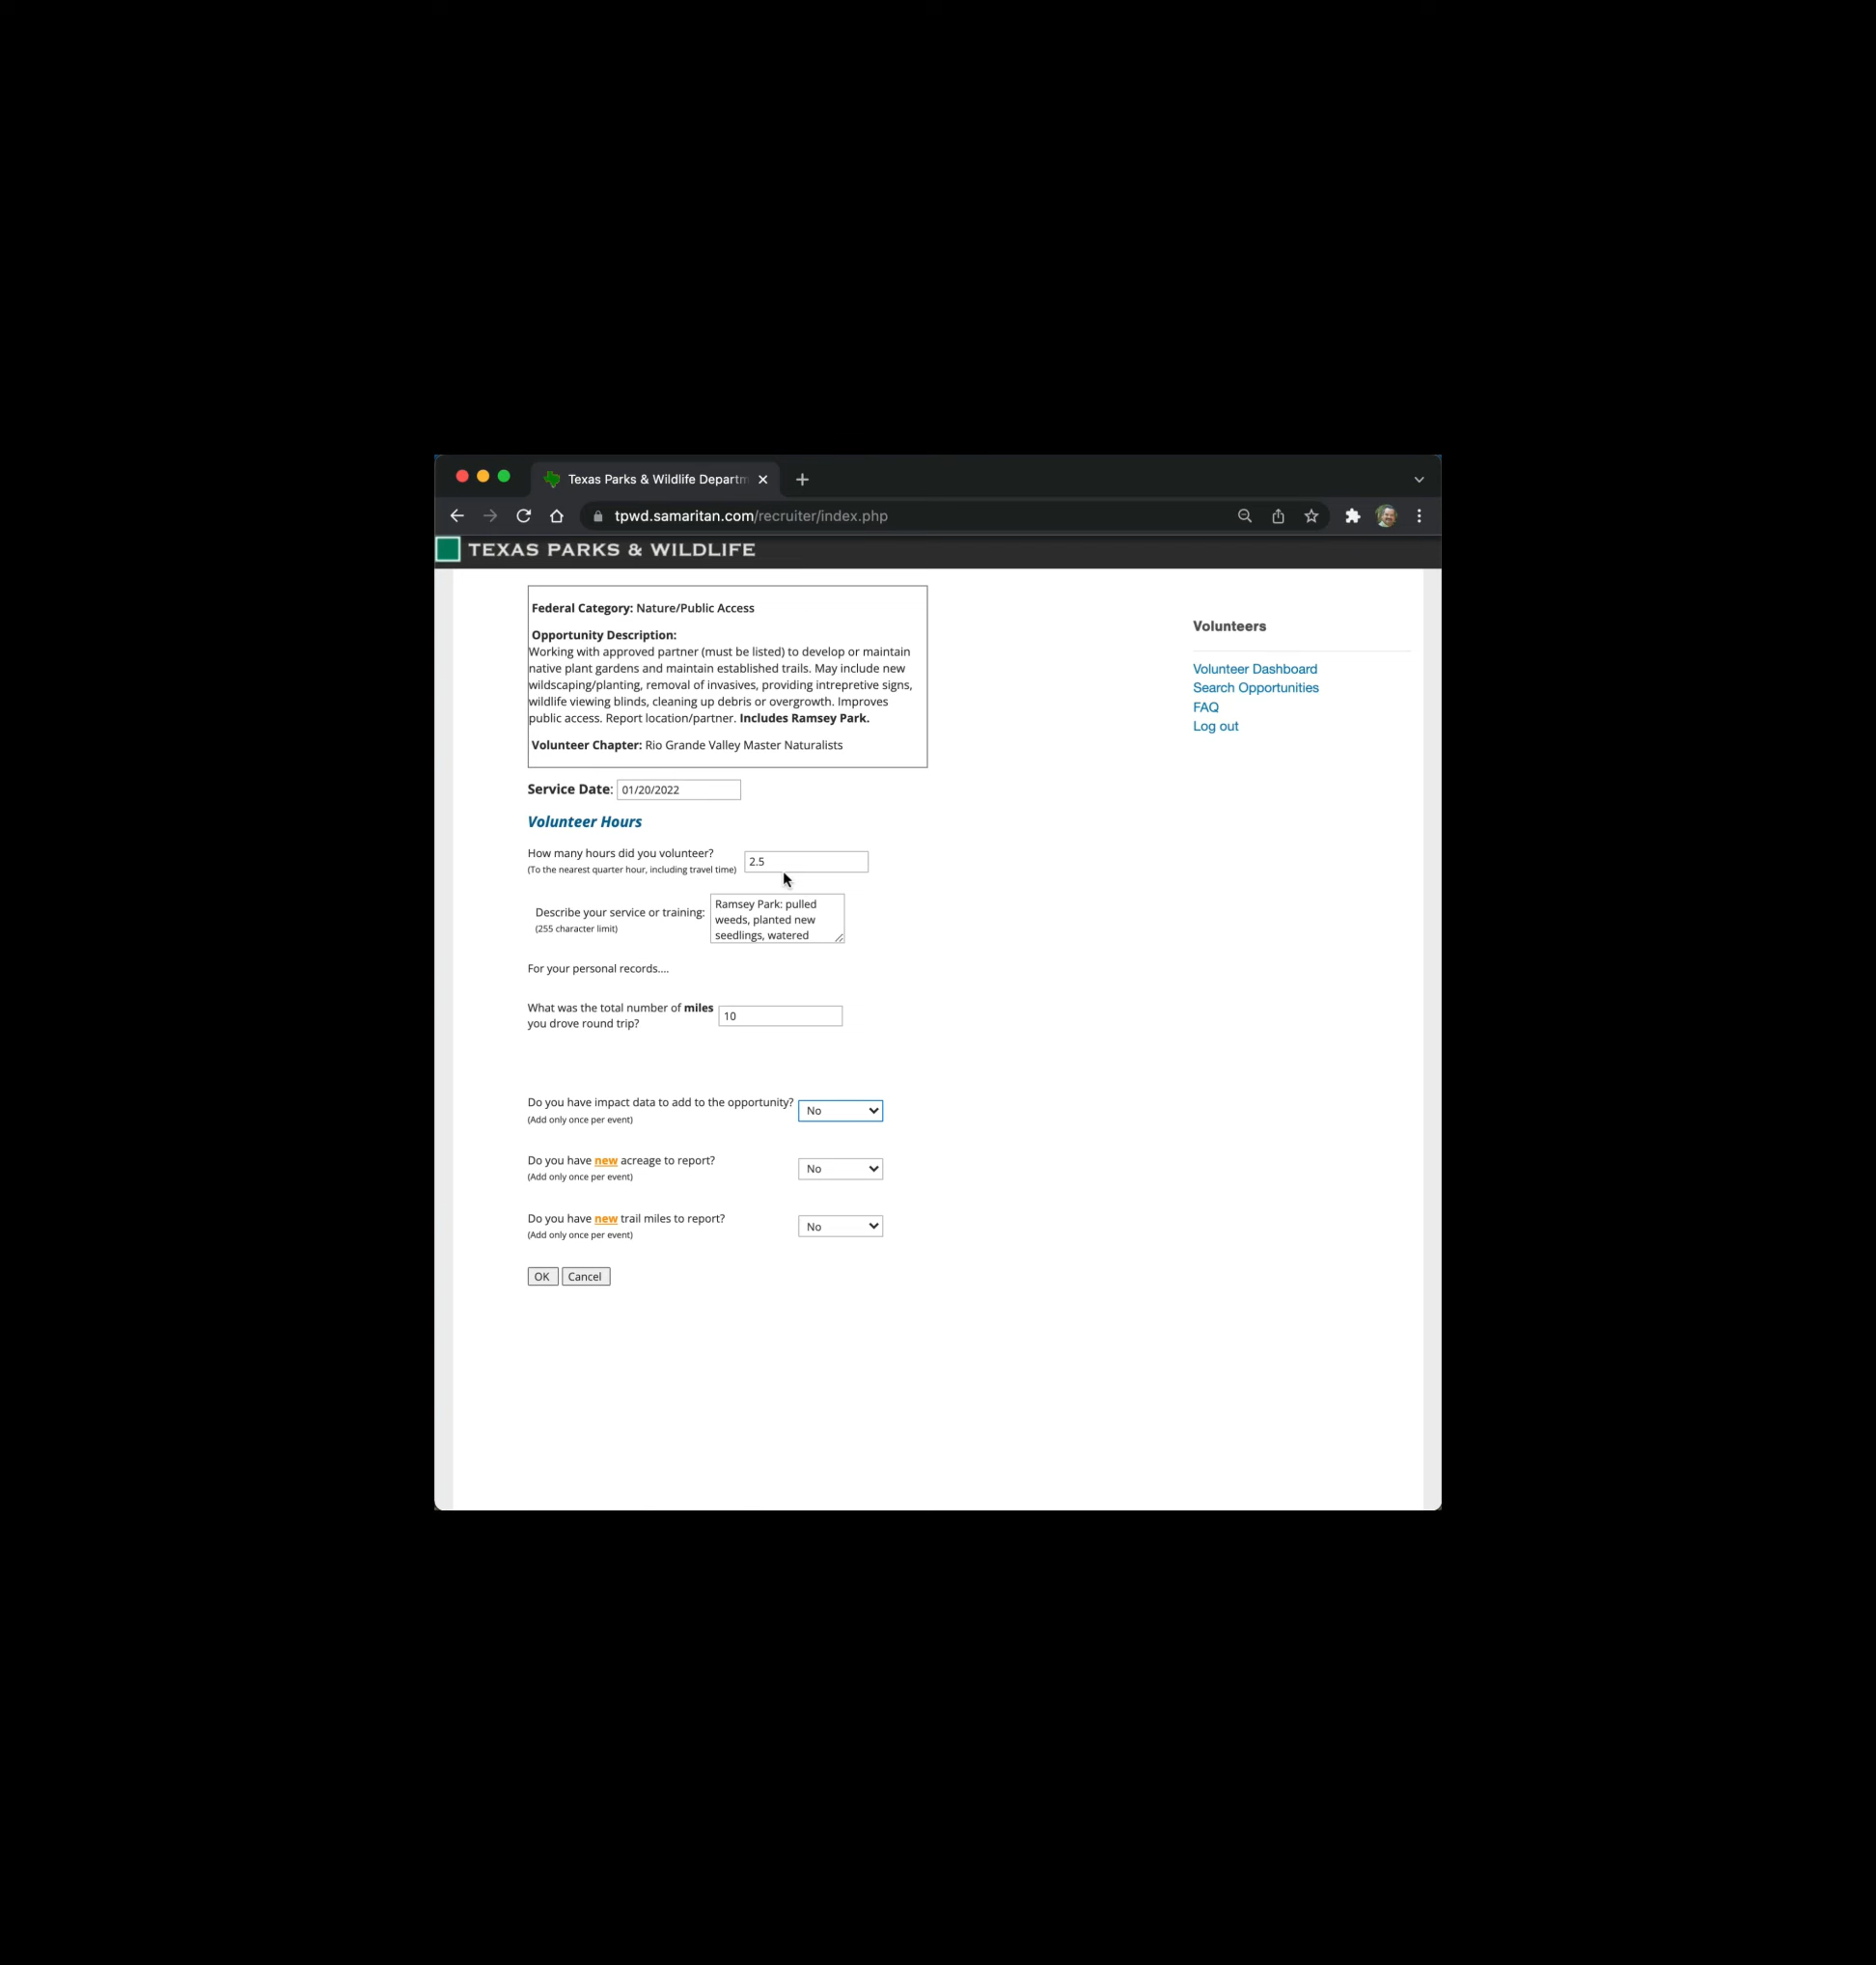 Texas Parks & Wildlife Departm
tpwd.samaritan.com/recruiter/index.php
TEXAS PARKS & WILDLIFE
Federal Category: Nature/Public Access
Opportunity Description:
Working with approved partner (must be listed) to develop or maintain
native plant gardens and maintain established trails. May include new
wildscaping/planting, removal of invasives, providing intrepretive signs,
wildlife viewing blinds, cleaning up debris or overgrowth. Improves
public access. Report location/partner. Includes Ramsey Park.
Volunteer Chapter: Rio Grande Valley Master Naturalists
Service Date: 01/20/2022
Volunteer Hours
How many hours did you volunteer?
(To the nearest quarter hour, including travel time)
2.5
Describe your service or training:
(255 character limit)
Ramsey Park: pulled
weeds, planted new
seedlings, watered
For your personal records....
What was the total number of miles
you drove round trip?
10
Do you have impact data to add to the opportunity?
(Add only once per event)
No
Do you have new acreage to report?
(Add only once per event)
No
Do you have new trail miles to report?
(Add only once per event)
No
OK Cancel
Volunteers
Volunteer Dashboard
Search Opportunities
FAQ
Log out